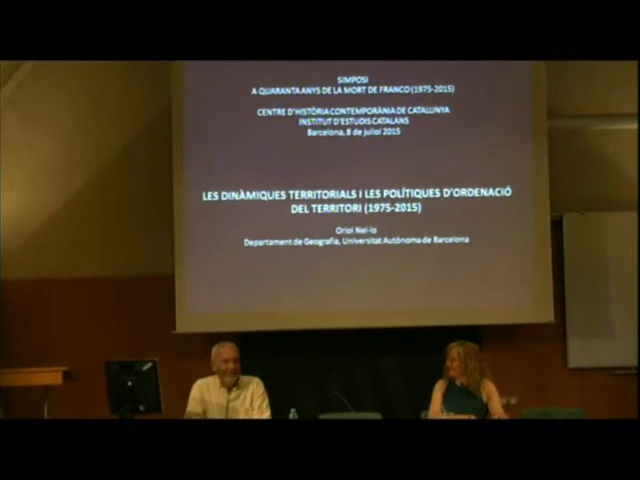 SIMPOSI
A QUARANTA ANYS DE LA MORT DE FRANCO (1975-2015)
CENTRE D'HISTÒRIA CONTEMPORÀNIA DE CATALUNYA
INSTITUT D'ESTUDIS CATALANS
Barcelona, 8 de juliol 2015
LES DINÀMIQUES TERRITORIALS I LES POLÍTIQUES D'ORDENACIÓ
DEL TERRITORI (1975-2015)
Oriol Nel·lo
Departament de Geografia, Universitat Autònoma de Barcelona